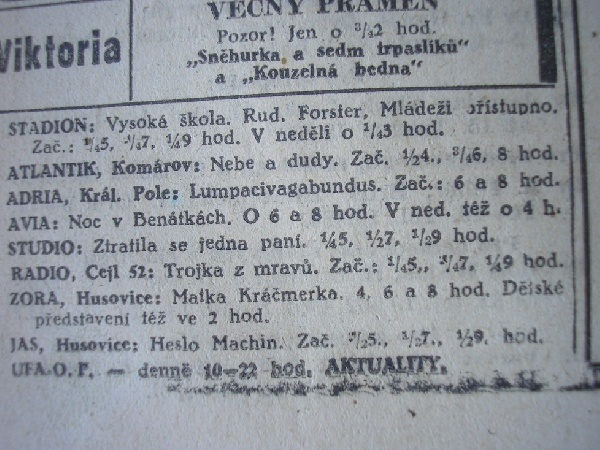 VĚČNÝ PRAMEN
Viktoria
Pozor! Jen o ¾2 hod.
„Sněhurka a sedm trpaslíků“
a „Kouzelná bedna“
STADION: Vysoká škola. Rud. Forster, Mládeži přístupno.
Zač.: ¼5, ¾7, ¼9 hod. V neděli o ¼3 hod.
ATLANTIK, Komárov: Nebe a dudy. Zač. ½4., ¾6, 8 hod.
ADRIA, Král. Pole: Lumpacivagabundus. Zač.: 6 a 8 hod.
AVIA: Noc v Benátkách. O 6 a 8 hod. V ned. též o 4 h.
STUDIO: Ztratila se jedna paní. ¼5, ½7, ½9 hod.
RADIO, Cejl 52: Trojka z mravů. Zač.: ¼5., ¾7, ¼9 hod.
ZORA, Husovice: Matka Kráčmerka. 4, 6 a 8 hod. Dětské
představení též ve 2 hod.
JAS, Husovice: Heslo Machin. Zač. ½7., ½9. hod.
UFA-O. P. — denně 10—22 hod. AKTUALITY.